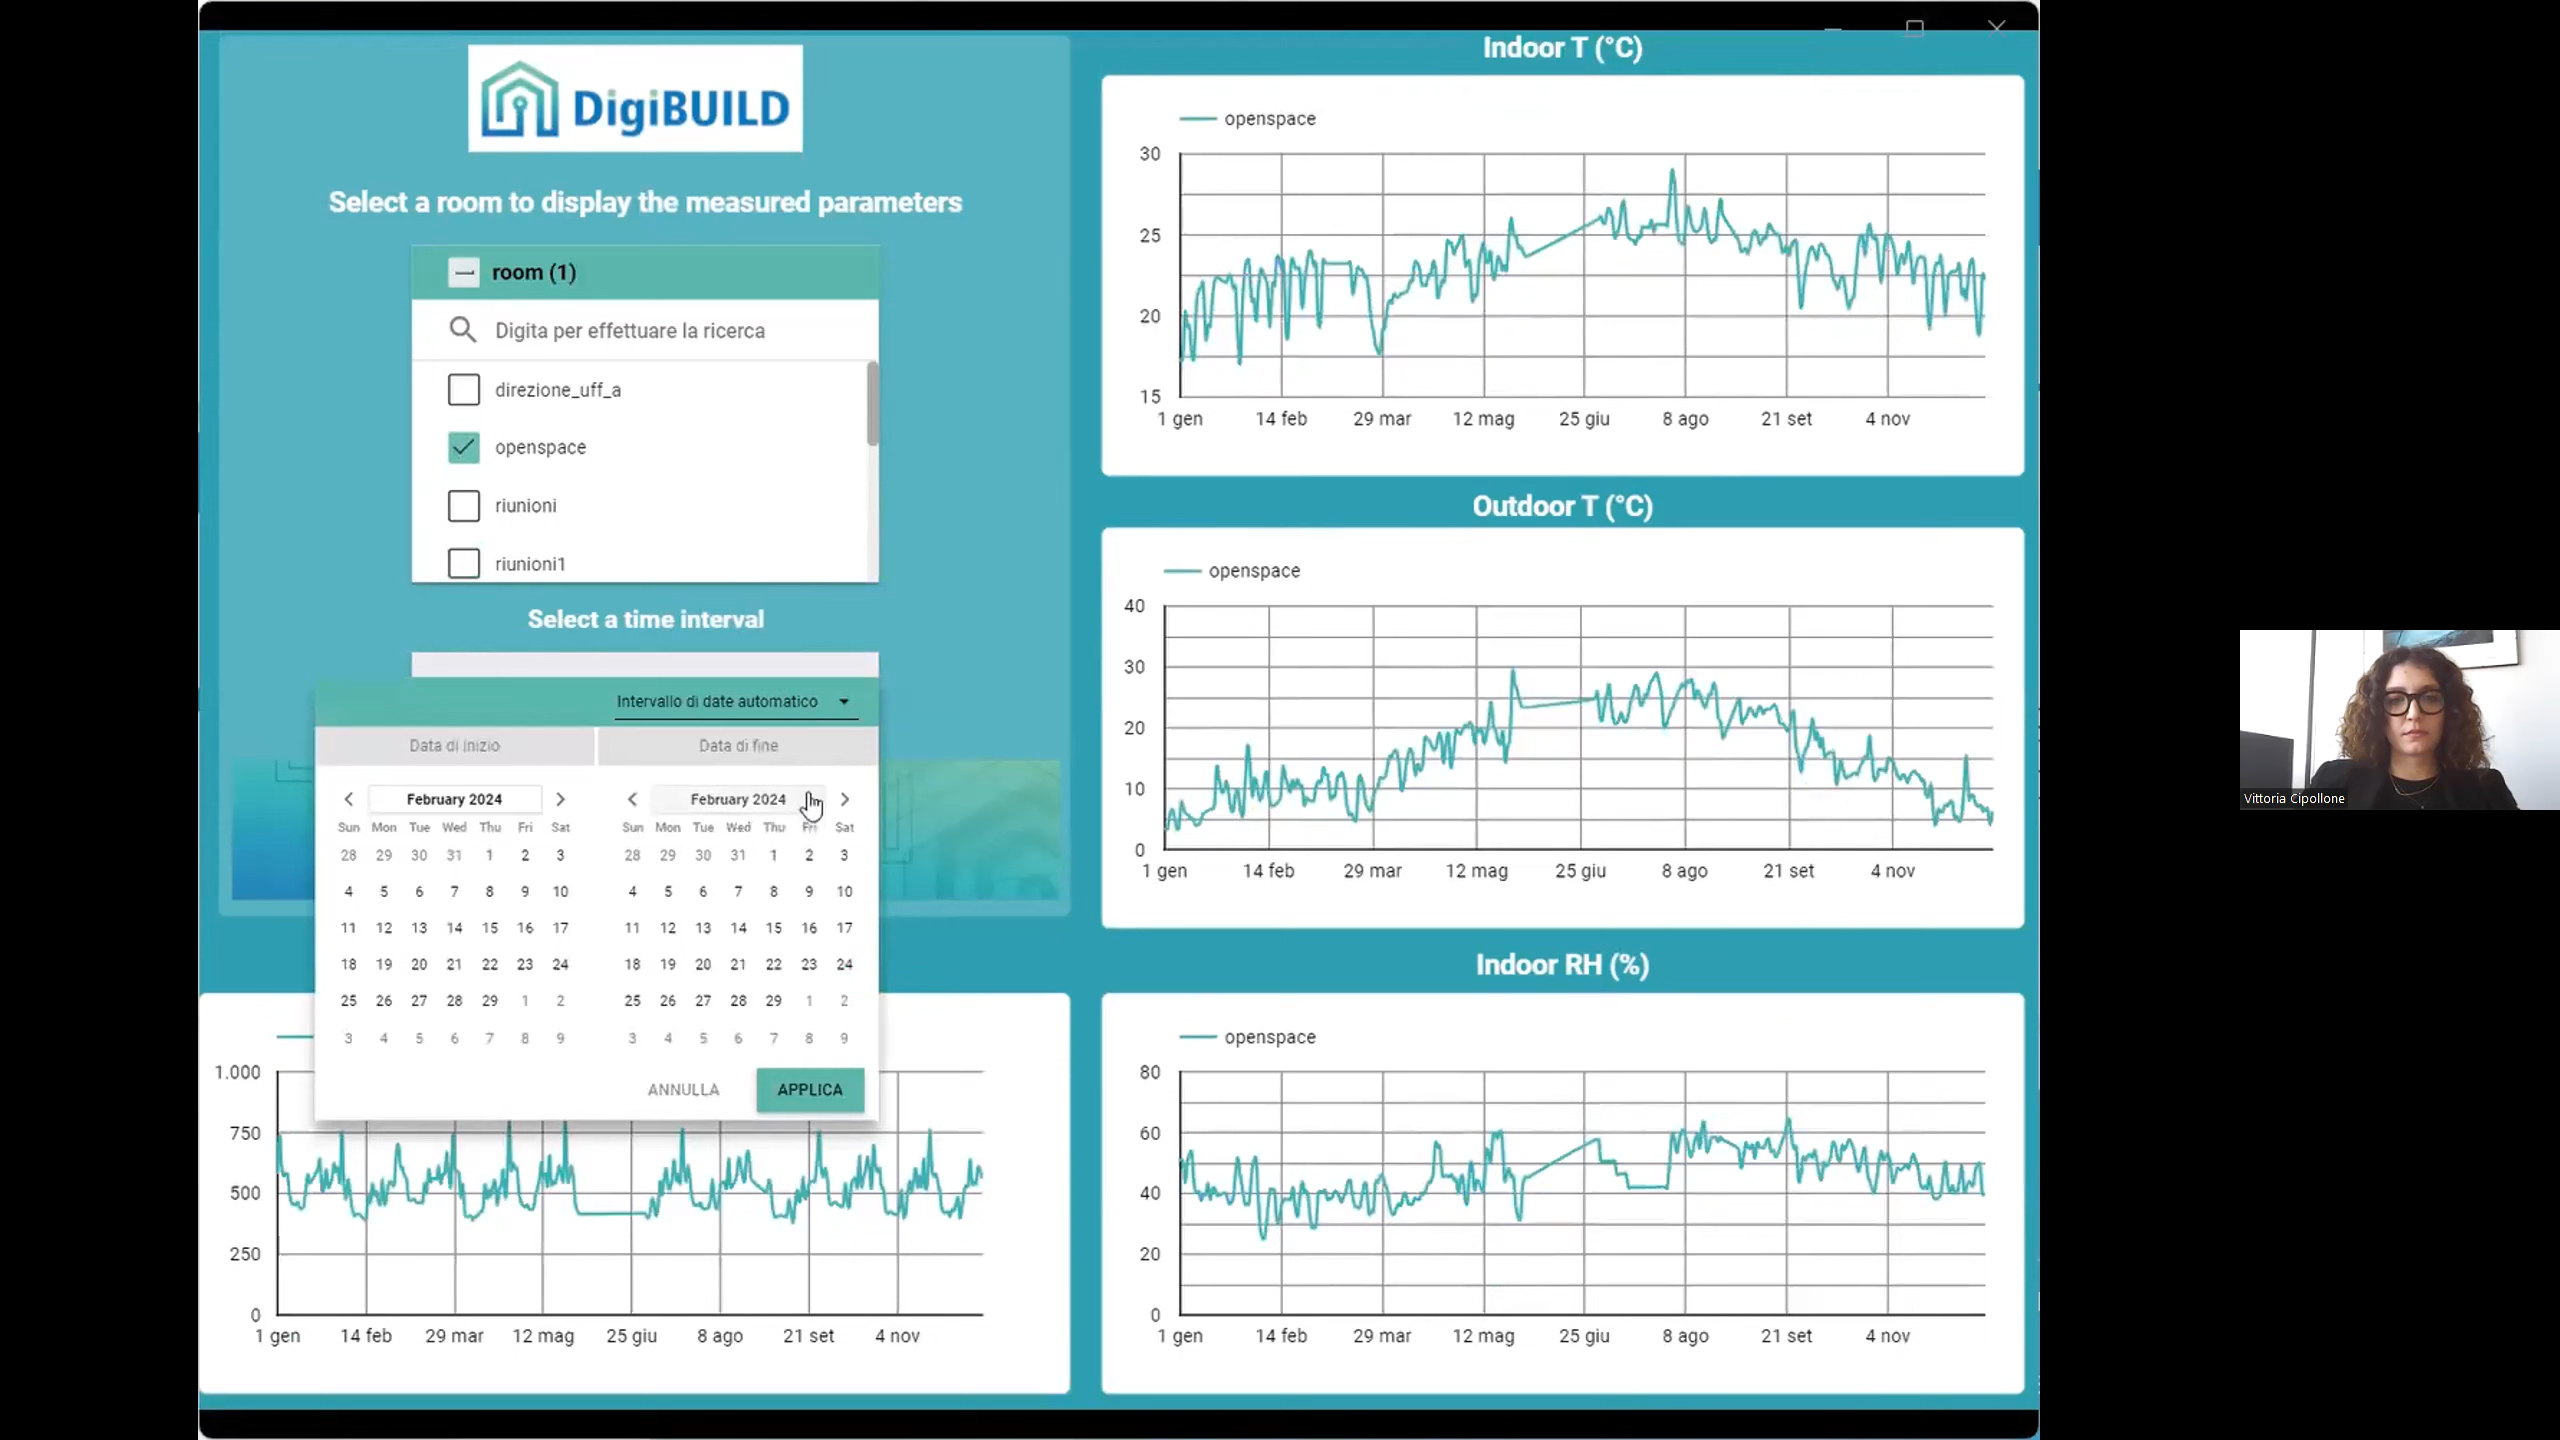 DigiBUILD
Select a room to display the measured parameters
room (1)
Digita per effettuare la ricerca
direzione_uff_a
openspace
riunioni
riunioni1
Select a time interval
Intervallo di date automatico
Data di inizio Data di fine
February 2024 February 2024
Sun Mon Tue Wed Thu Fri Sat Sun Mon Tue Wed Thu Fri Sat
28 29 30 31 1 2 3 28 29 30 31 1 2 3
4 5 6 7 8 9 10 4 5 6 7 8 9 10
11 12 13 14 15 16 17 11 12 13 14 15 16 17
18 19 20 21 22 23 24 18 19 20 21 22 23 24
25 26 27 28 29 1 2 25 26 27 28 29 1 2
3 4 5 6 7 8 9 3 4 5 6 7 8 9
ANNULLA APPLICA
1.000
750
500
250
0
1 gen 14 feb 29 mar 12 mag 25 giu 8 ago 21 set 4 nov
Indoor T (°C)
openspace
30
25
20
15
1 gen 14 feb 29 mar 12 mag 25 giu 8 ago 21 set 4 nov
Outdoor T (°C)
openspace
40
30
20
10
0
1 gen 14 feb 29 mar 12 mag 25 giu 8 ago 21 set 4 nov
Indoor RH (%)
openspace
80
60
40
20
0
1 gen 14 feb 29 mar 12 mag 25 giu 8 ago 21 set 4 nov
Vittoria Cipollone